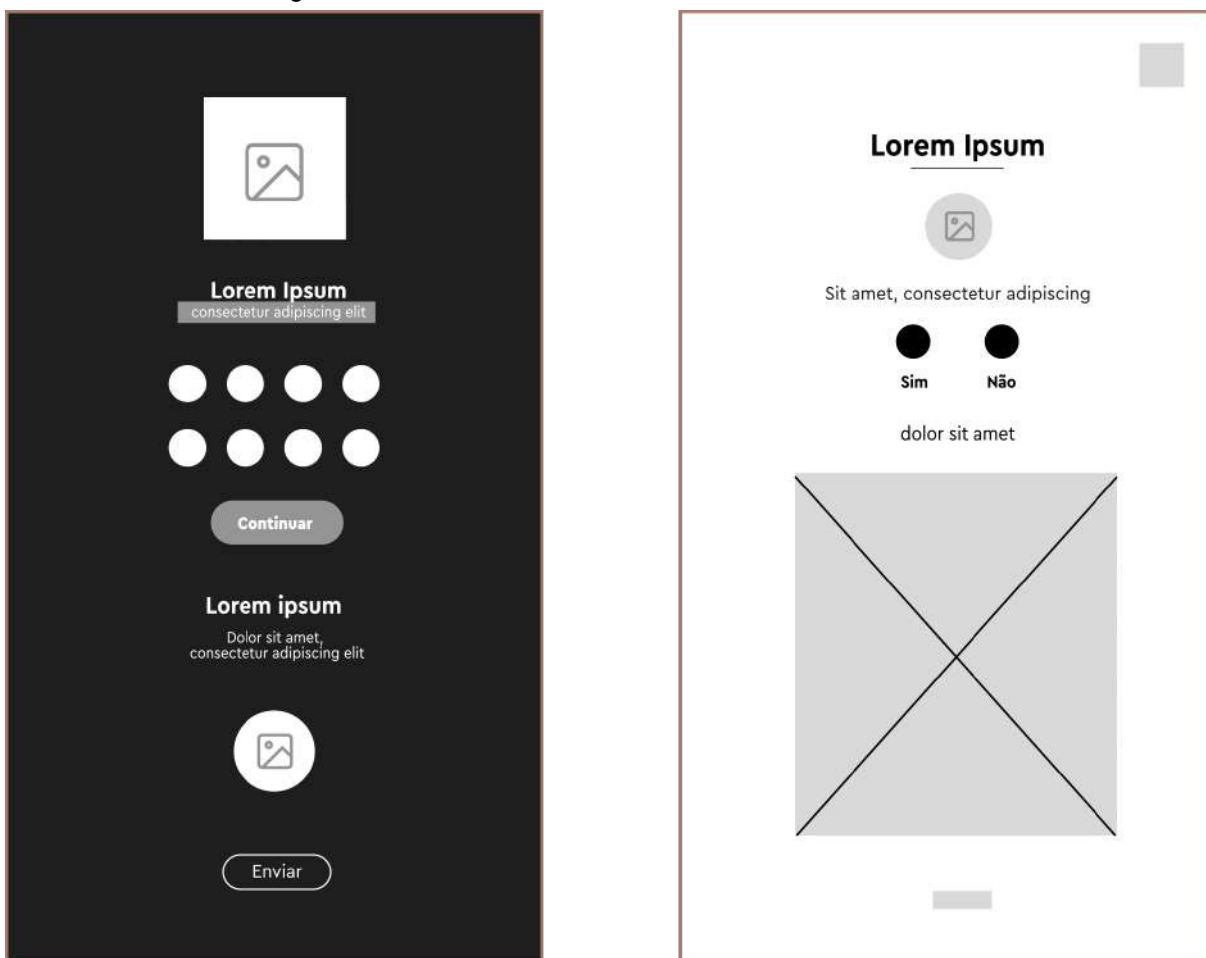 Lorem Ipsum
consectetur adipiscing elit
Continuar
Lorem ipsum
Dolor sit amet,
consectetur adipiscing elit
Enviar
Lorem Ipsum
Sit amet, consectetur adipiscing
Sim Não
dolor sit amet